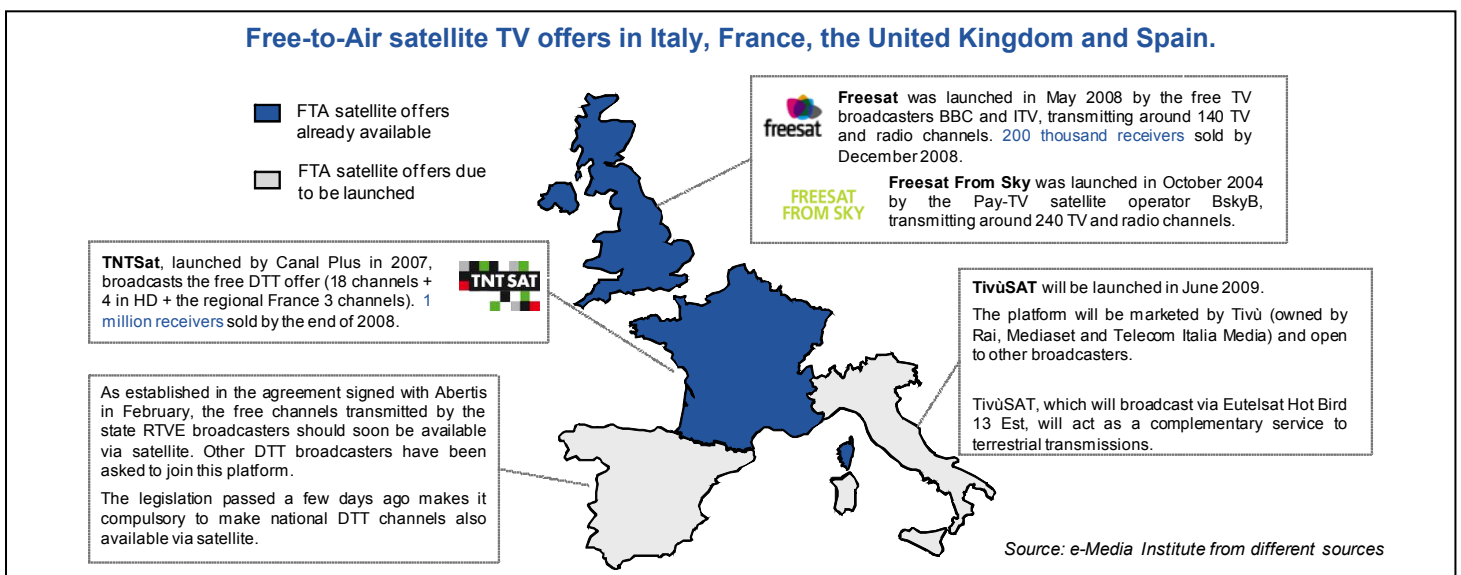 Free-to-Air satellite TV offers in Italy, France, the United Kingdom and Spain.
FTA satellite offers
already available
FTA satellite offers due
to be launched
freesat
Freesat was launched in May 2008 by the free TV
broadcasters BBC and ITV, transmitting around 140 TV
and radio channels. 200 thousand receivers sold by
December 2008.
FREESAT
FROM SKY
Freesat From Sky was launched in October 2004
by the Pay-TV satellite operator BskyB,
transmitting around 240 TV and radio channels.
TNTSat, launched by Canal Plus in 2007,
broadcasts the free DTT offer (18 channels +
4 in HD + the regional France 3 channels). 1
million receivers sold by the end of 2008.
TNT SAT
TivùSAT will be launched in June 2009.
The platform will be marketed by Tivù (owned by
Rai, Mediaset and Telecom Italia Media) and open
to other broadcasters.
TivùSAT, which will broadcast via Eutelsat Hot Bird
13 Est, will act as a complementary service to
terrestrial transmissions.
As established in the agreement signed with Abertis
in February, the free channels transmitted by the
state RTVE broadcasters should soon be available
via satellite. Other DTT broadcasters have been
asked to join this platform.
The legislation passed a few days ago makes it
compulsory to make national DTT channels also
available via satellite.
Source: e-Media Institute from different sources